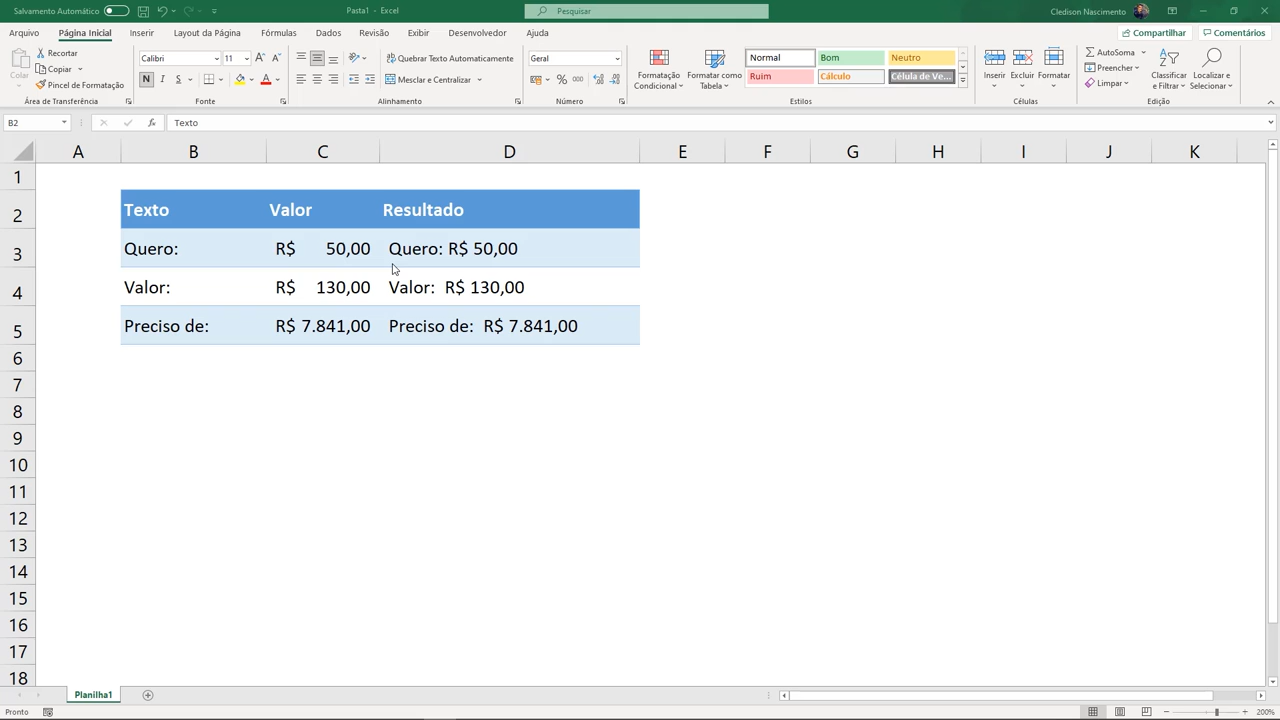 Salvamento Automático
Pasta1 - Excel
Pesquisar
Cledison Nascimento
Arquivo Página Inicial Inserir Layout da Página Fórmulas Dados Revisão Exibir Desenvolvedor Ajuda
Compartilhar Comentários
Colar
Recortar
Copiar
Pincel de Formatação
Área de Transferência
Calibri 11
N I S
Fonte
Quebrar Texto Automaticamente
Mesclar e Centralizar
Alinhamento
Geral
% 000
Número
Formatação Condicional
Formatar como Tabela
Normal Bom Neutro
Ruim Cálculo Célula de Ve...
Estilos
Inserir Excluir Formatar
Células
AutoSoma
Preencher
Limpar
Classificar e Filtrar
Localizar e Selecionar
Edição
B2 fx Texto
A B C D E F G H I J K
1
2 Texto Valor Resultado
3 Quero: R$ 50,00 Quero: R$ 50,00
4 Valor: R$ 130,00 Valor: R$ 130,00
5 Preciso de: R$ 7.841,00 Preciso de: R$ 7.841,00
6
7
8
9
10
11
12
13
14
15
16
17
18
Planilha1
Pronto
200%